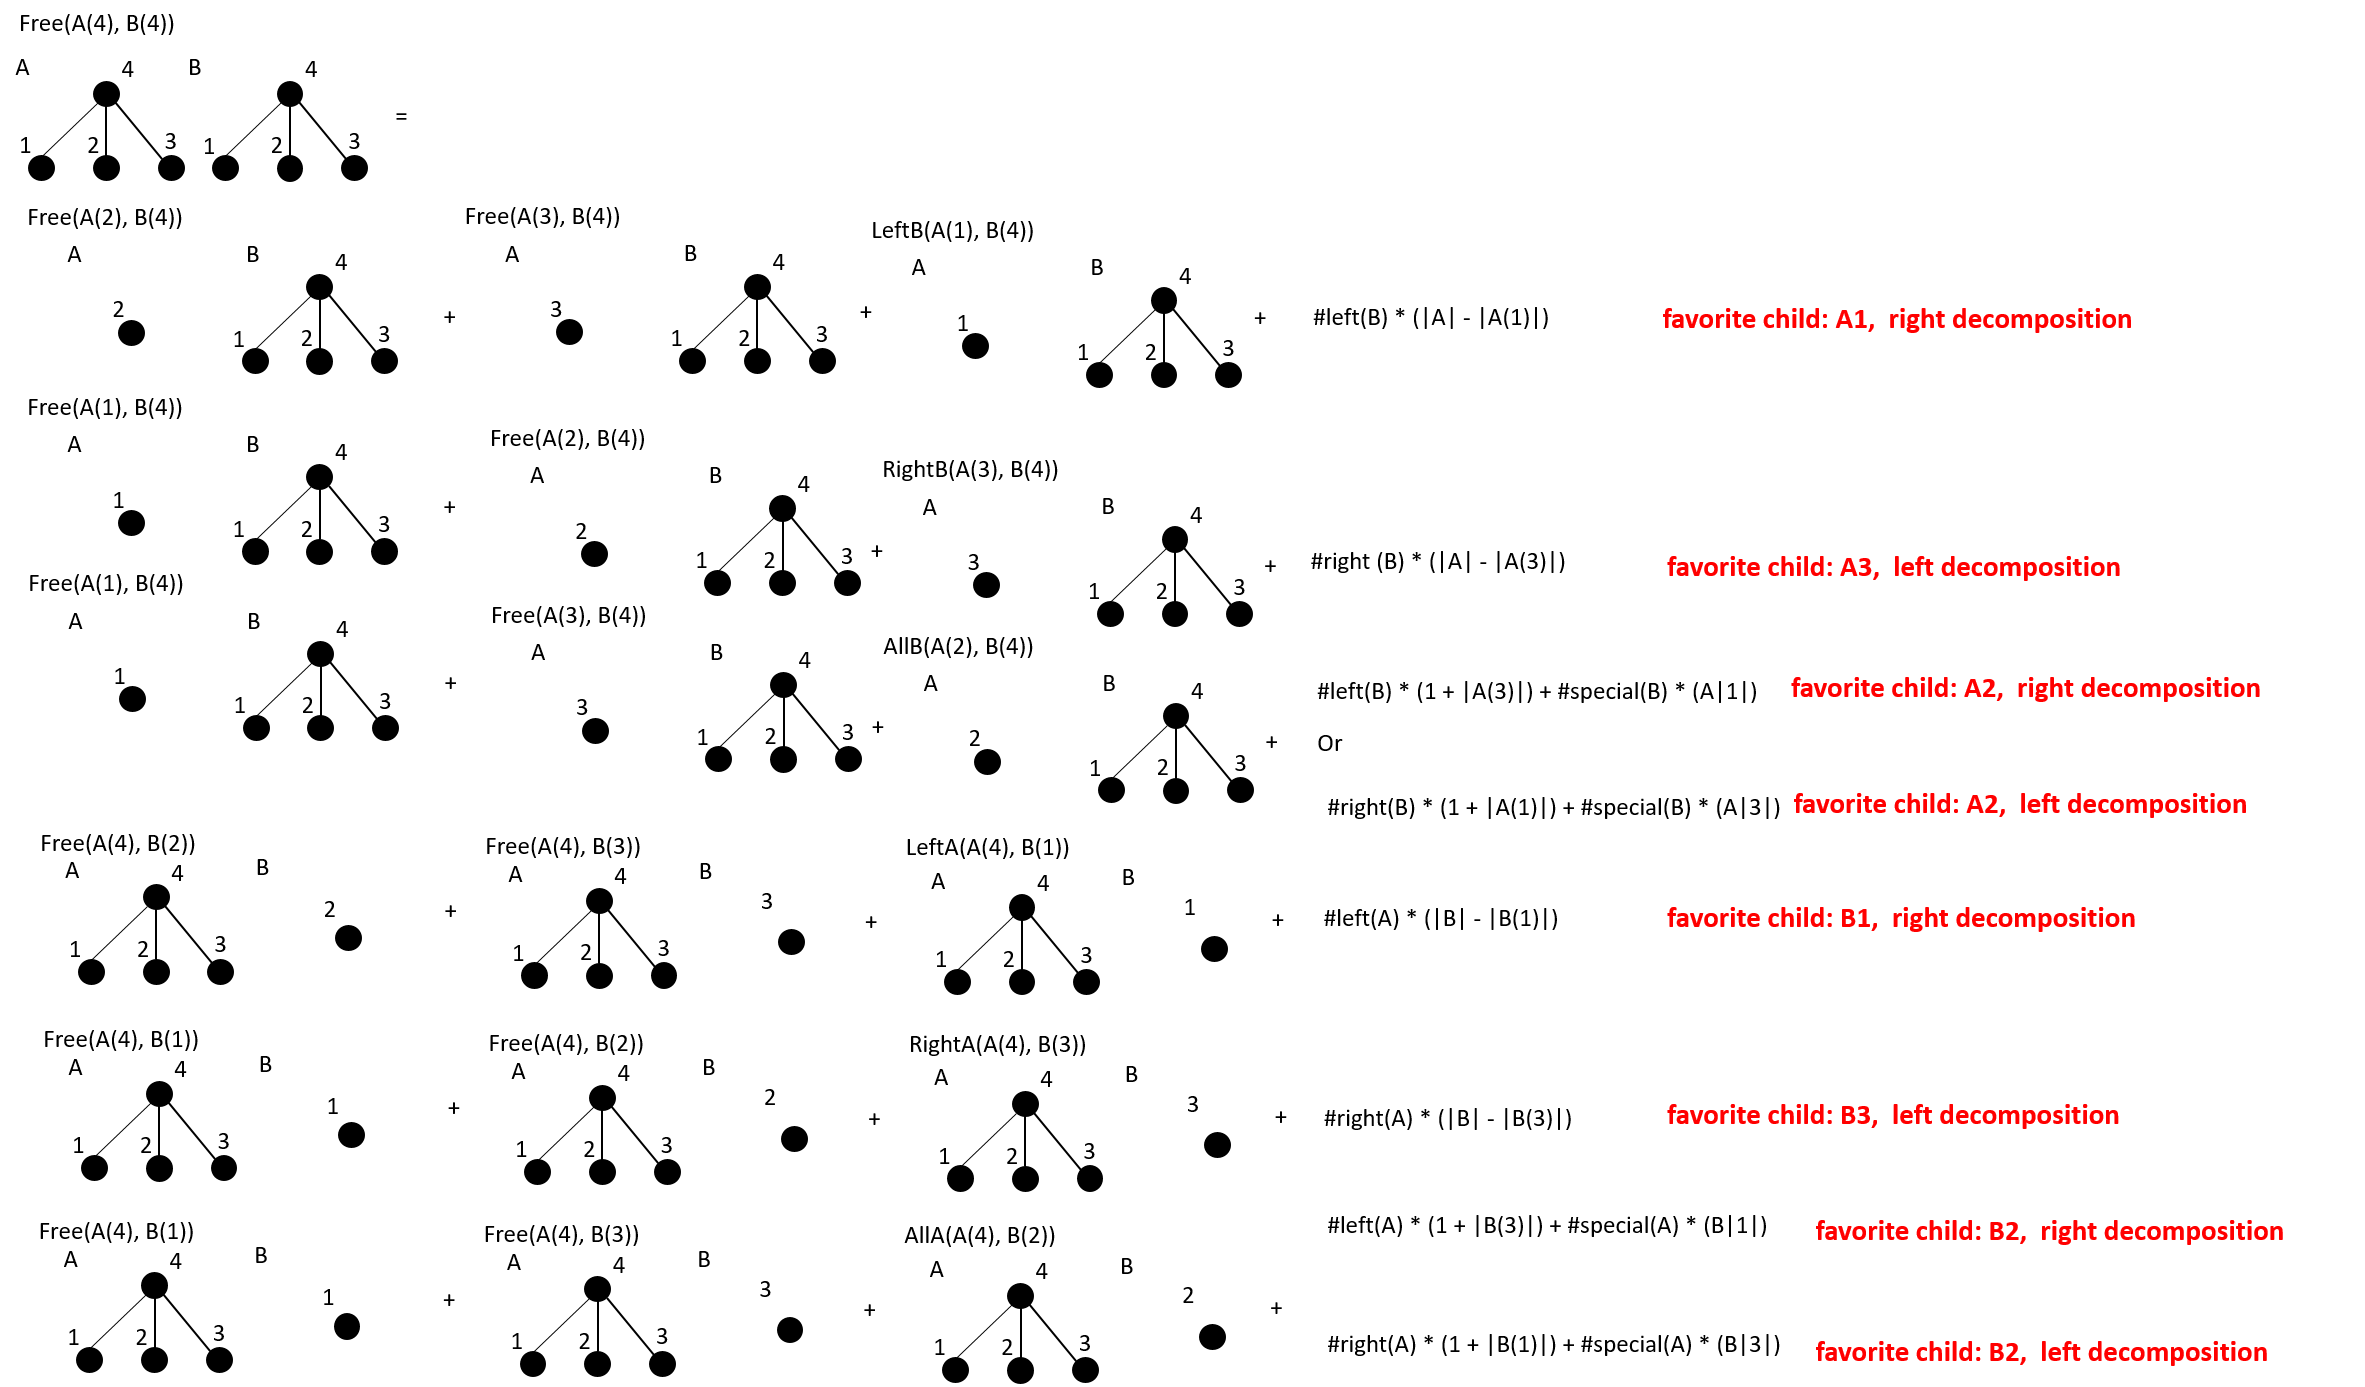 Free(A(4), B(4))
A 4 B 4
=
1 2 3 1 2 3
Free(A(2), B(4)) Free(A(3), B(4)) LeftB(A(1), B(4))
A B 4 A B 4 A B 4
2 1 2 3 + 3 1 2 3 + 1 1 2 3 + #left(B) * (|A| - |A(1)|) favorite child: A1, right decomposition
Free(A(1), B(4)) Free(A(2), B(4)) RightB(A(3), B(4))
A B 4 A B 4 A B 4
1 1 2 3 + 2 1 2 3 + 3 1 2 3 + #right (B) * (|A| - |A(3)|) favorite child: A3, left decomposition
Free(A(1), B(4)) Free(A(3), B(4)) AllB(A(2), B(4))
A B 4 A B 4 A B 4
1 1 2 3 + 3 1 2 3 + 2 1 2 3 + #left(B) * (1 + |A(3)|) + #special(B) * (A|1|) favorite child: A2, right decomposition
Or
#right(B) * (1 + |A(1)|) + #special(B) * (A|3|) favorite child: A2, left decomposition
Free(A(4), B(2)) Free(A(4), B(3)) LeftA(A(4), B(1))
A 4 B A 4 B A 4 B
1 2 3 2 + 1 2 3 3 + 1 2 3 1 + #left(A) * (|B| - |B(1)|) favorite child: B1, right decomposition
Free(A(4), B(1)) Free(A(4), B(2)) RightA(A(4), B(3))
A 4 B A 4 B A 4 B
1 2 3 1 + 1 2 3 2 + 1 2 3 3 + #right(A) * (|B| - |B(3)|) favorite child: B3, left decomposition
Free(A(4), B(1)) Free(A(4), B(3)) AllA(A(4), B(2))
A 4 B A 4 B A 4 B
1 2 3 1 + 1 2 3 3 + 1 2 3 2 + #left(A) * (1 + |B(3)|) + #special(A) * (B|1|) favorite child: B2, right decomposition
#right(A) * (1 + |B(1)|) + #special(A) * (B|3|) favorite child: B2, left decomposition